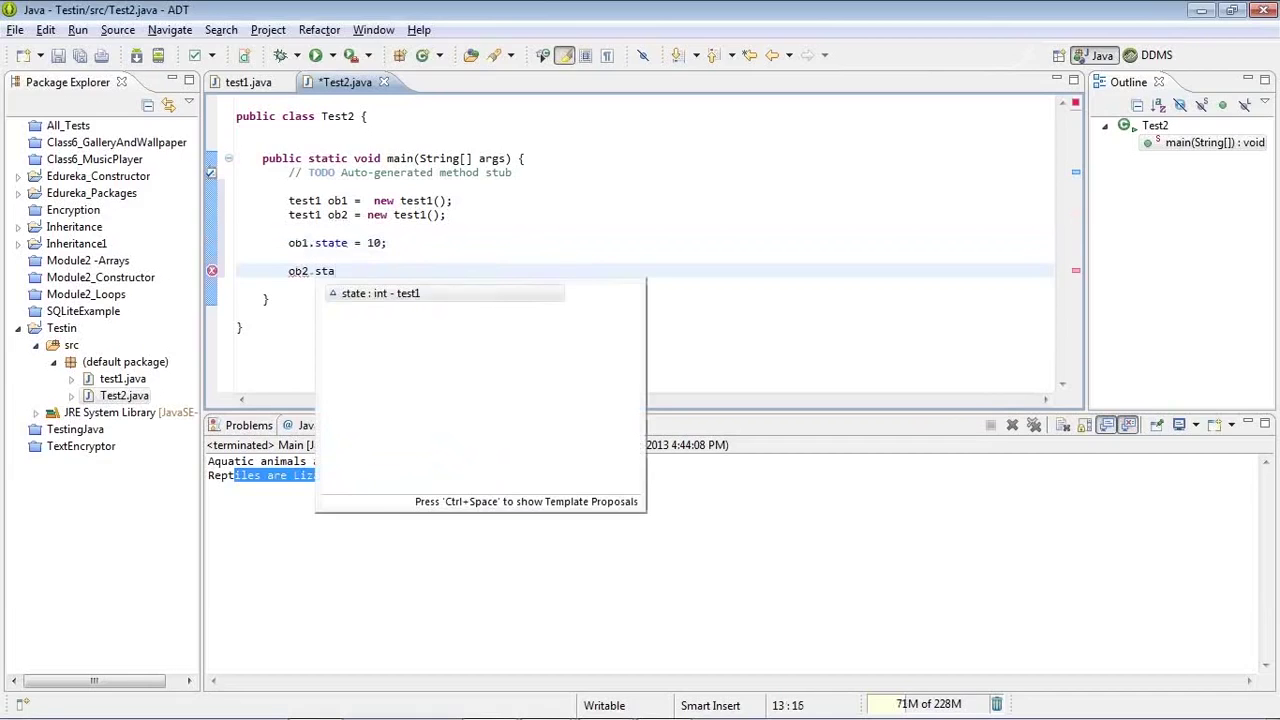 Java - Testin/src/Test2.java - ADT
File Edit Run Source Navigate Search Project Refactor Window Help
Java DDMS
Package Explorer
All_Tests
Class6_GalleryAndWallpaper
Class6_MusicPlayer
Edureka_Constructor
Edureka_Packages
Encryption
Inheritance
Inheritance1
Module2 -Arrays
Module2_Constructor
Module2_Loops
SQLiteExample
Testin
src
(default package)
test1.java
Test2.java
JRE System Library [JavaSE-
TestingJava
TextEncryptor
test1.java *Test2.java
public class Test2 {
public static void main(String[] args) {
// TODO Auto-generated method stub
test1 ob1 =  new test1();
test1 ob2 = new test1();
ob1.state = 10;
ob2.sta
}
}
state : int - test1
Press 'Ctrl+Space' to show Template Proposals
Outline
Test2
main(String[]) : void
Problems @ Jav
<terminated> Main [J 2013 4:44:08 PM)
Aquatic animals a
Reptiles are Liz
Writable Smart Insert 13 : 15 71M of 228M